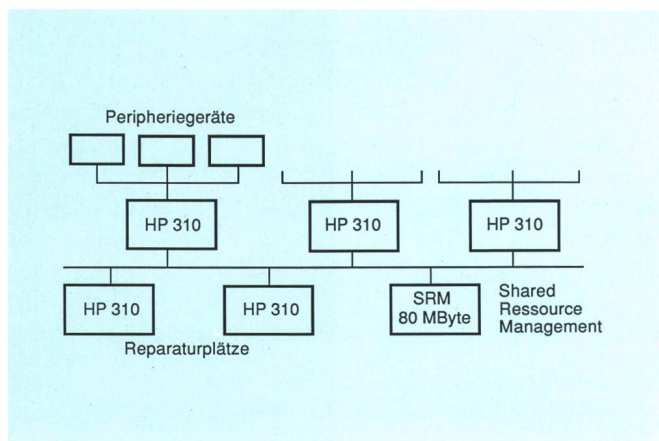 Peripheriegeräte
HP 310
HP 310
HP 310
HP 310
HP 310
SRM
80 MByte
Shared
Ressource
Management
Reparaturplätze